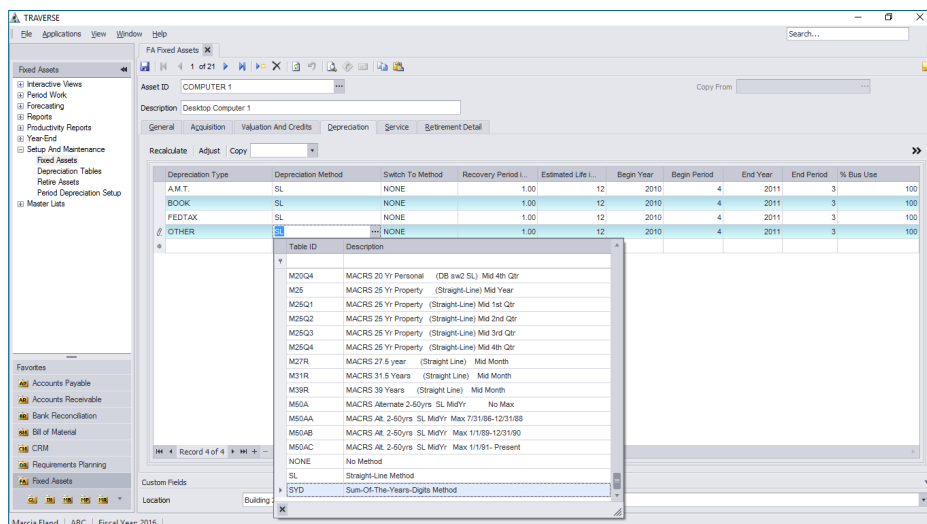 TRAVERSE
File Applications View Window Help
Search...
FA Fixed Assets
Fixed Assets
1 of 21
Interactive Views
Period Work
Forecasting
Reports
Productivity Reports
Year-End
Setup And Maintenance
Fixed Assets
Depreciation Tables
Retire Assets
Period Depreciation Setup
Master Lists
Asset ID COMPUTER 1 ... Copy From ...
Description Desktop Computer 1
General Acquisition Valuation And Credits Depreciation Service Retirement Detail
Recalculate Adjust Copy
Depreciation Type Depreciation Method Switch To Method Recovery Period i... Estimated Life i... Begin Year Begin Period End Year End Period % Bus Use
A.M.T. SL NONE 1.00 12 2010 4 2011 3 100
BOOK SL NONE 1.00 12 2010 4 2011 3 100
FEDTAX SL NONE 1.00 12 2010 4 2011 3 100
OTHER SL ... NONE 1.00 12 2010 4 2011 3 100
Table ID Description
M20Q4 MACRS 20 Yr Personal (DB sw2 SL) Mid 4th Qtr
M25 MACRS 25 Yr Property (Straight-Line) Mid Year
M25Q1 MACRS 25 Yr Property (Straight-Line) Mid 1st Qtr
M25Q2 MACRS 25 Yr Property (Straight-Line) Mid 2nd Qtr
M25Q3 MACRS 25 Yr Property (Straight-Line) Mid 3rd Qtr
M25Q4 MACRS 25 Yr Property (Straight-Line) Mid 4th Qtr
M27R MACRS 27.5 year (Straight Line) Mid Month
M31R MACRS 31.5 Years (Straight Line) Mid Month
M39R MACRS 39 Years (Straight Line) Mid Month
M50A MACRS Alternate 2-50yrs SL MidYr No Max
M50AA MACRS Alt. 2-50yrs SL MidYr Max 7/31/86-12/31/88
M50AB MACRS Alt. 2-50yrs SL MidYr Max 1/1/89-12/31/90
M50AC MACRS Alt. 2-50yrs SL MidYr Max 1/1/91- Present
NONE No Method
SL Straight-Line Method
SYD Sum-Of-The-Years-Digits Method
Favorites
Accounts Payable
Accounts Receivable
Bank Reconciliation
Bill of Material
CRM
Requirements Planning
Fixed Assets
Record 4 of 4
Custom Fields
Location Building
Marcia Fland ABC Fiscal Year: 2016